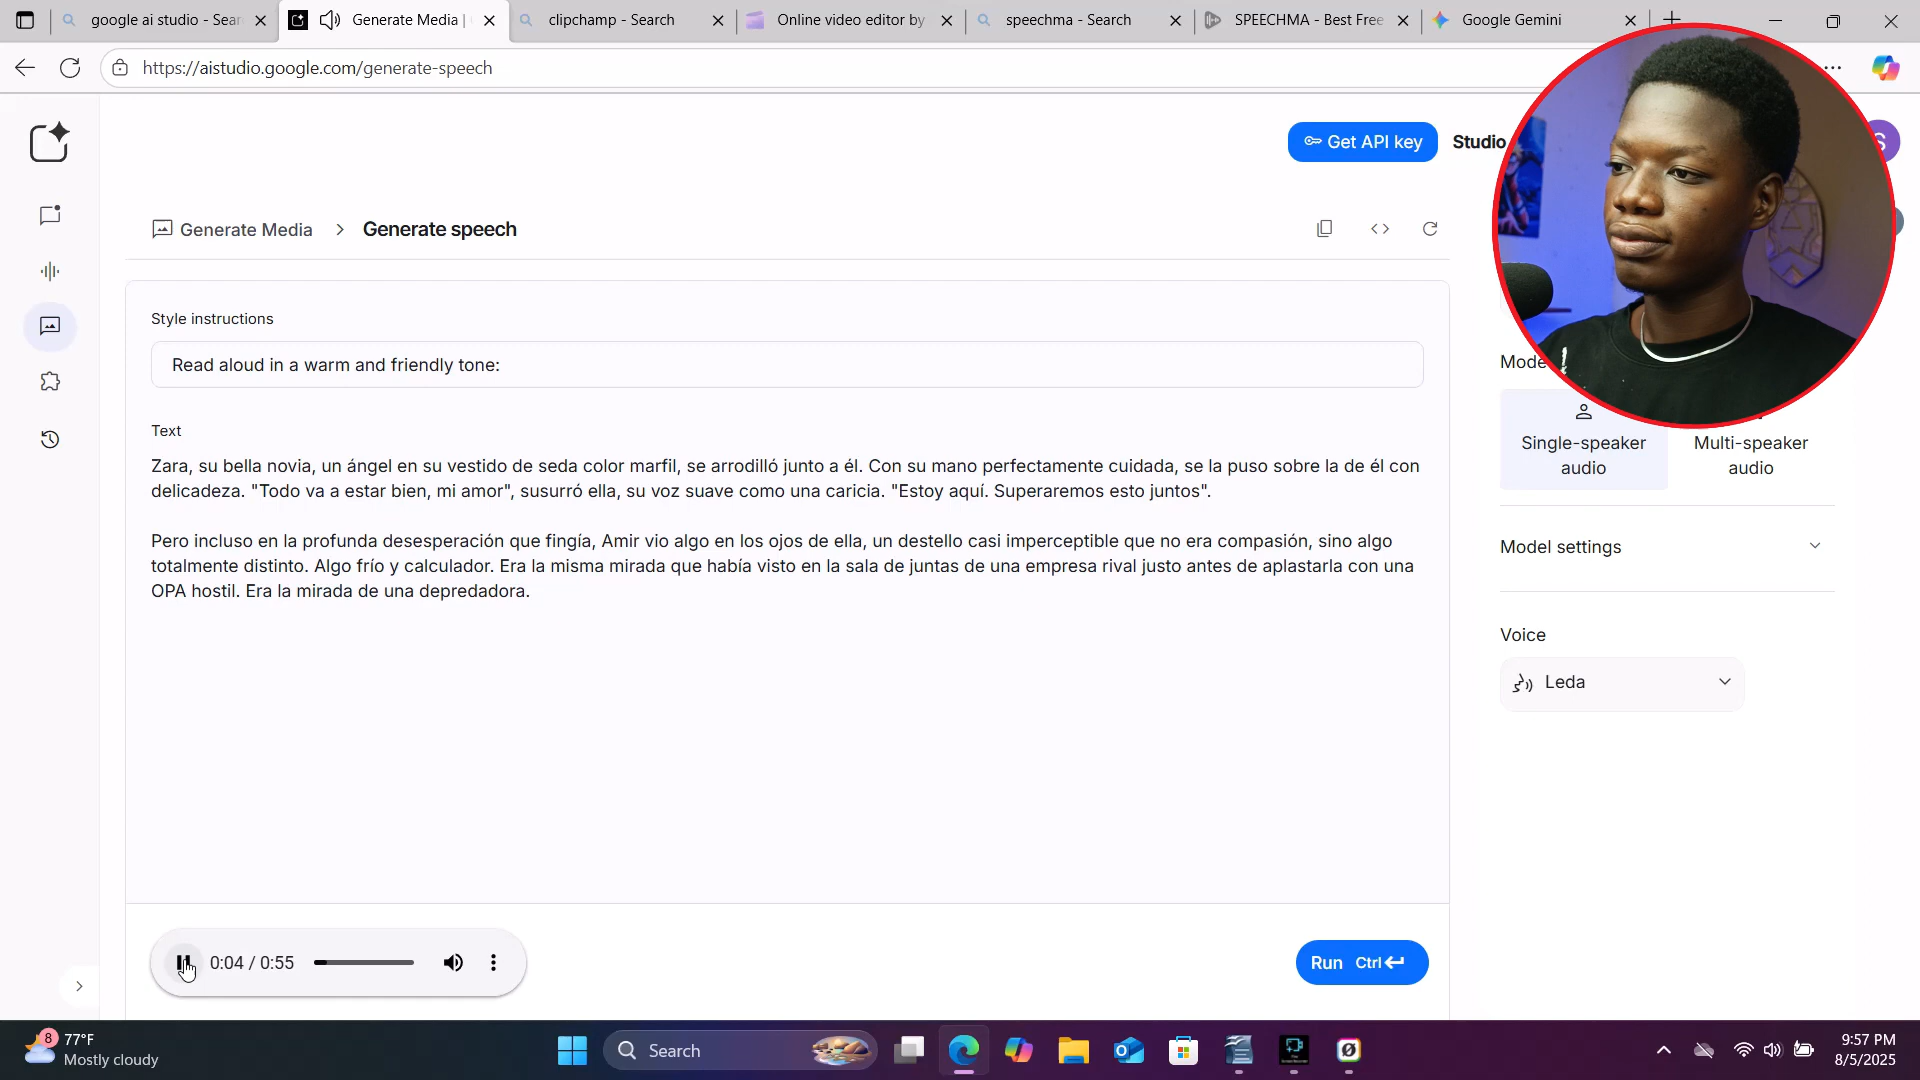 google ai studio - Sear
Generate Media |
clipchamp - Search
Online video editor by
speechma - Search
SPEECHMA - Best Free
Google Gemini
https://aistudio.google.com/generate-speech
Get API key
Studio
S
Generate Media > Generate speech
Style instructions
Read aloud in a warm and friendly tone:
Text
Zara, su bella novia, un ángel en su vestido de seda color marfil, se arrodilló junto a él. Con su mano perfectamente cuidada, se la puso sobre la de él con
delicadeza. "Todo va a estar bien, mi amor", susurró ella, su voz suave como una caricia. "Estoy aquí. Superaremos esto juntos".
Pero incluso en la profunda desesperación que fingía, Amir vio algo en los ojos de ella, un destello casi imperceptible que no era compasión, sino algo
totalmente distinto. Algo frío y calculador. Era la misma mirada que había visto en la sala de juntas de una empresa rival justo antes de aplastarla con una
OPA hostil. Era la mirada de una depredadora.
Mode
Single-speaker
audio
Multi-speaker
audio
Model settings
Voice
Leda
0:04 / 0:55
Run Ctrl
8
77°F
Mostly cloudy
Search
9:57 PM
8/5/2025